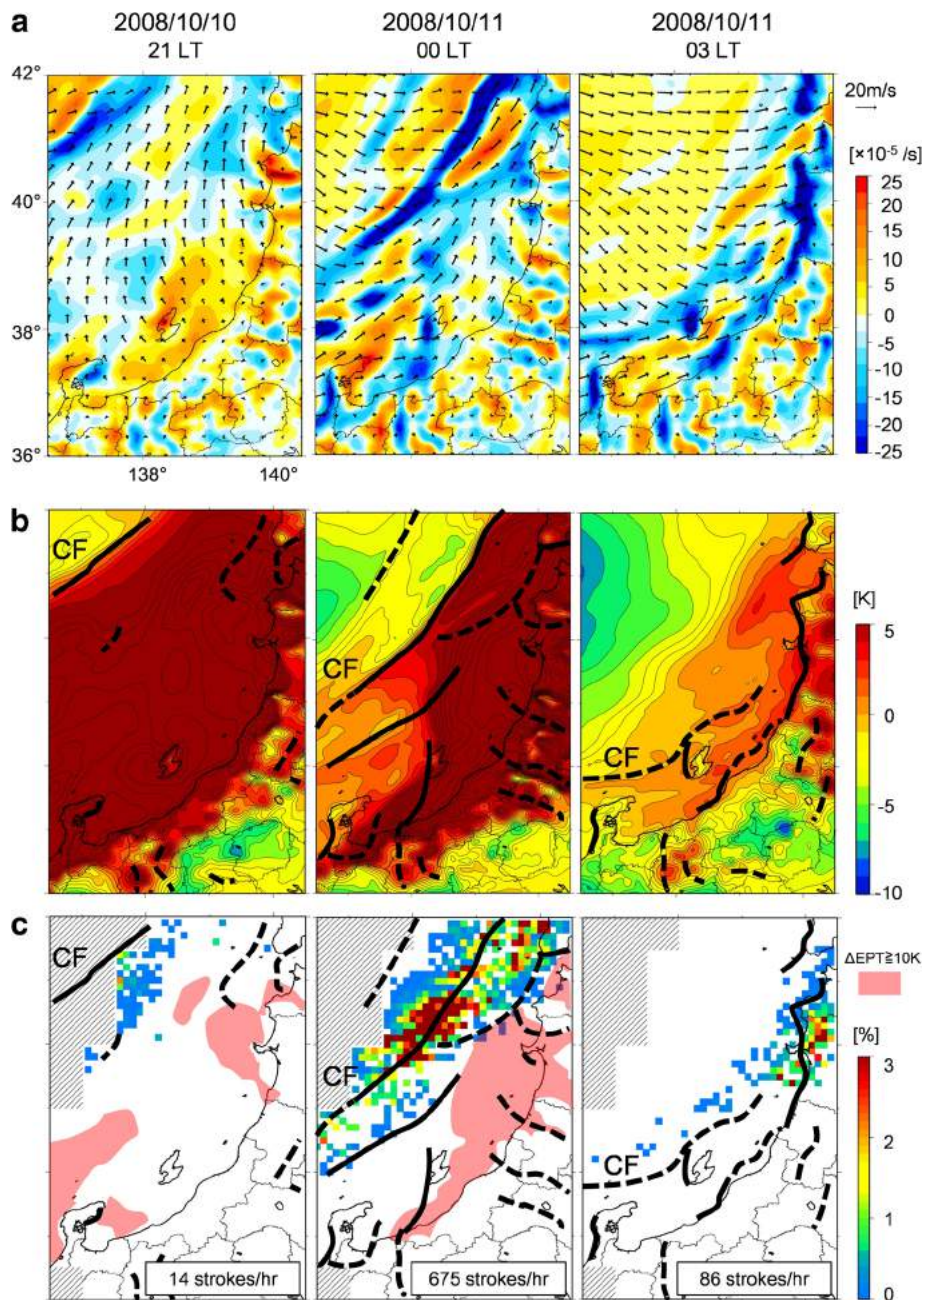 a
2008/10/10
21 LT
2008/10/11
00 LT
2008/10/11
03 LT
42°
40°
38°
36°
138°
140°
20m/s
[×10⁻⁵ /s]
25
20
15
10
5
0
-5
-10
-15
-20
-25
b
CF
CF
CF
[K]
5
0
-5
-10
c
CF
CF
CF
14 strokes/hr
675 strokes/hr
86 strokes/hr
ΔEPT≧10K
[%]
3
2
1
0